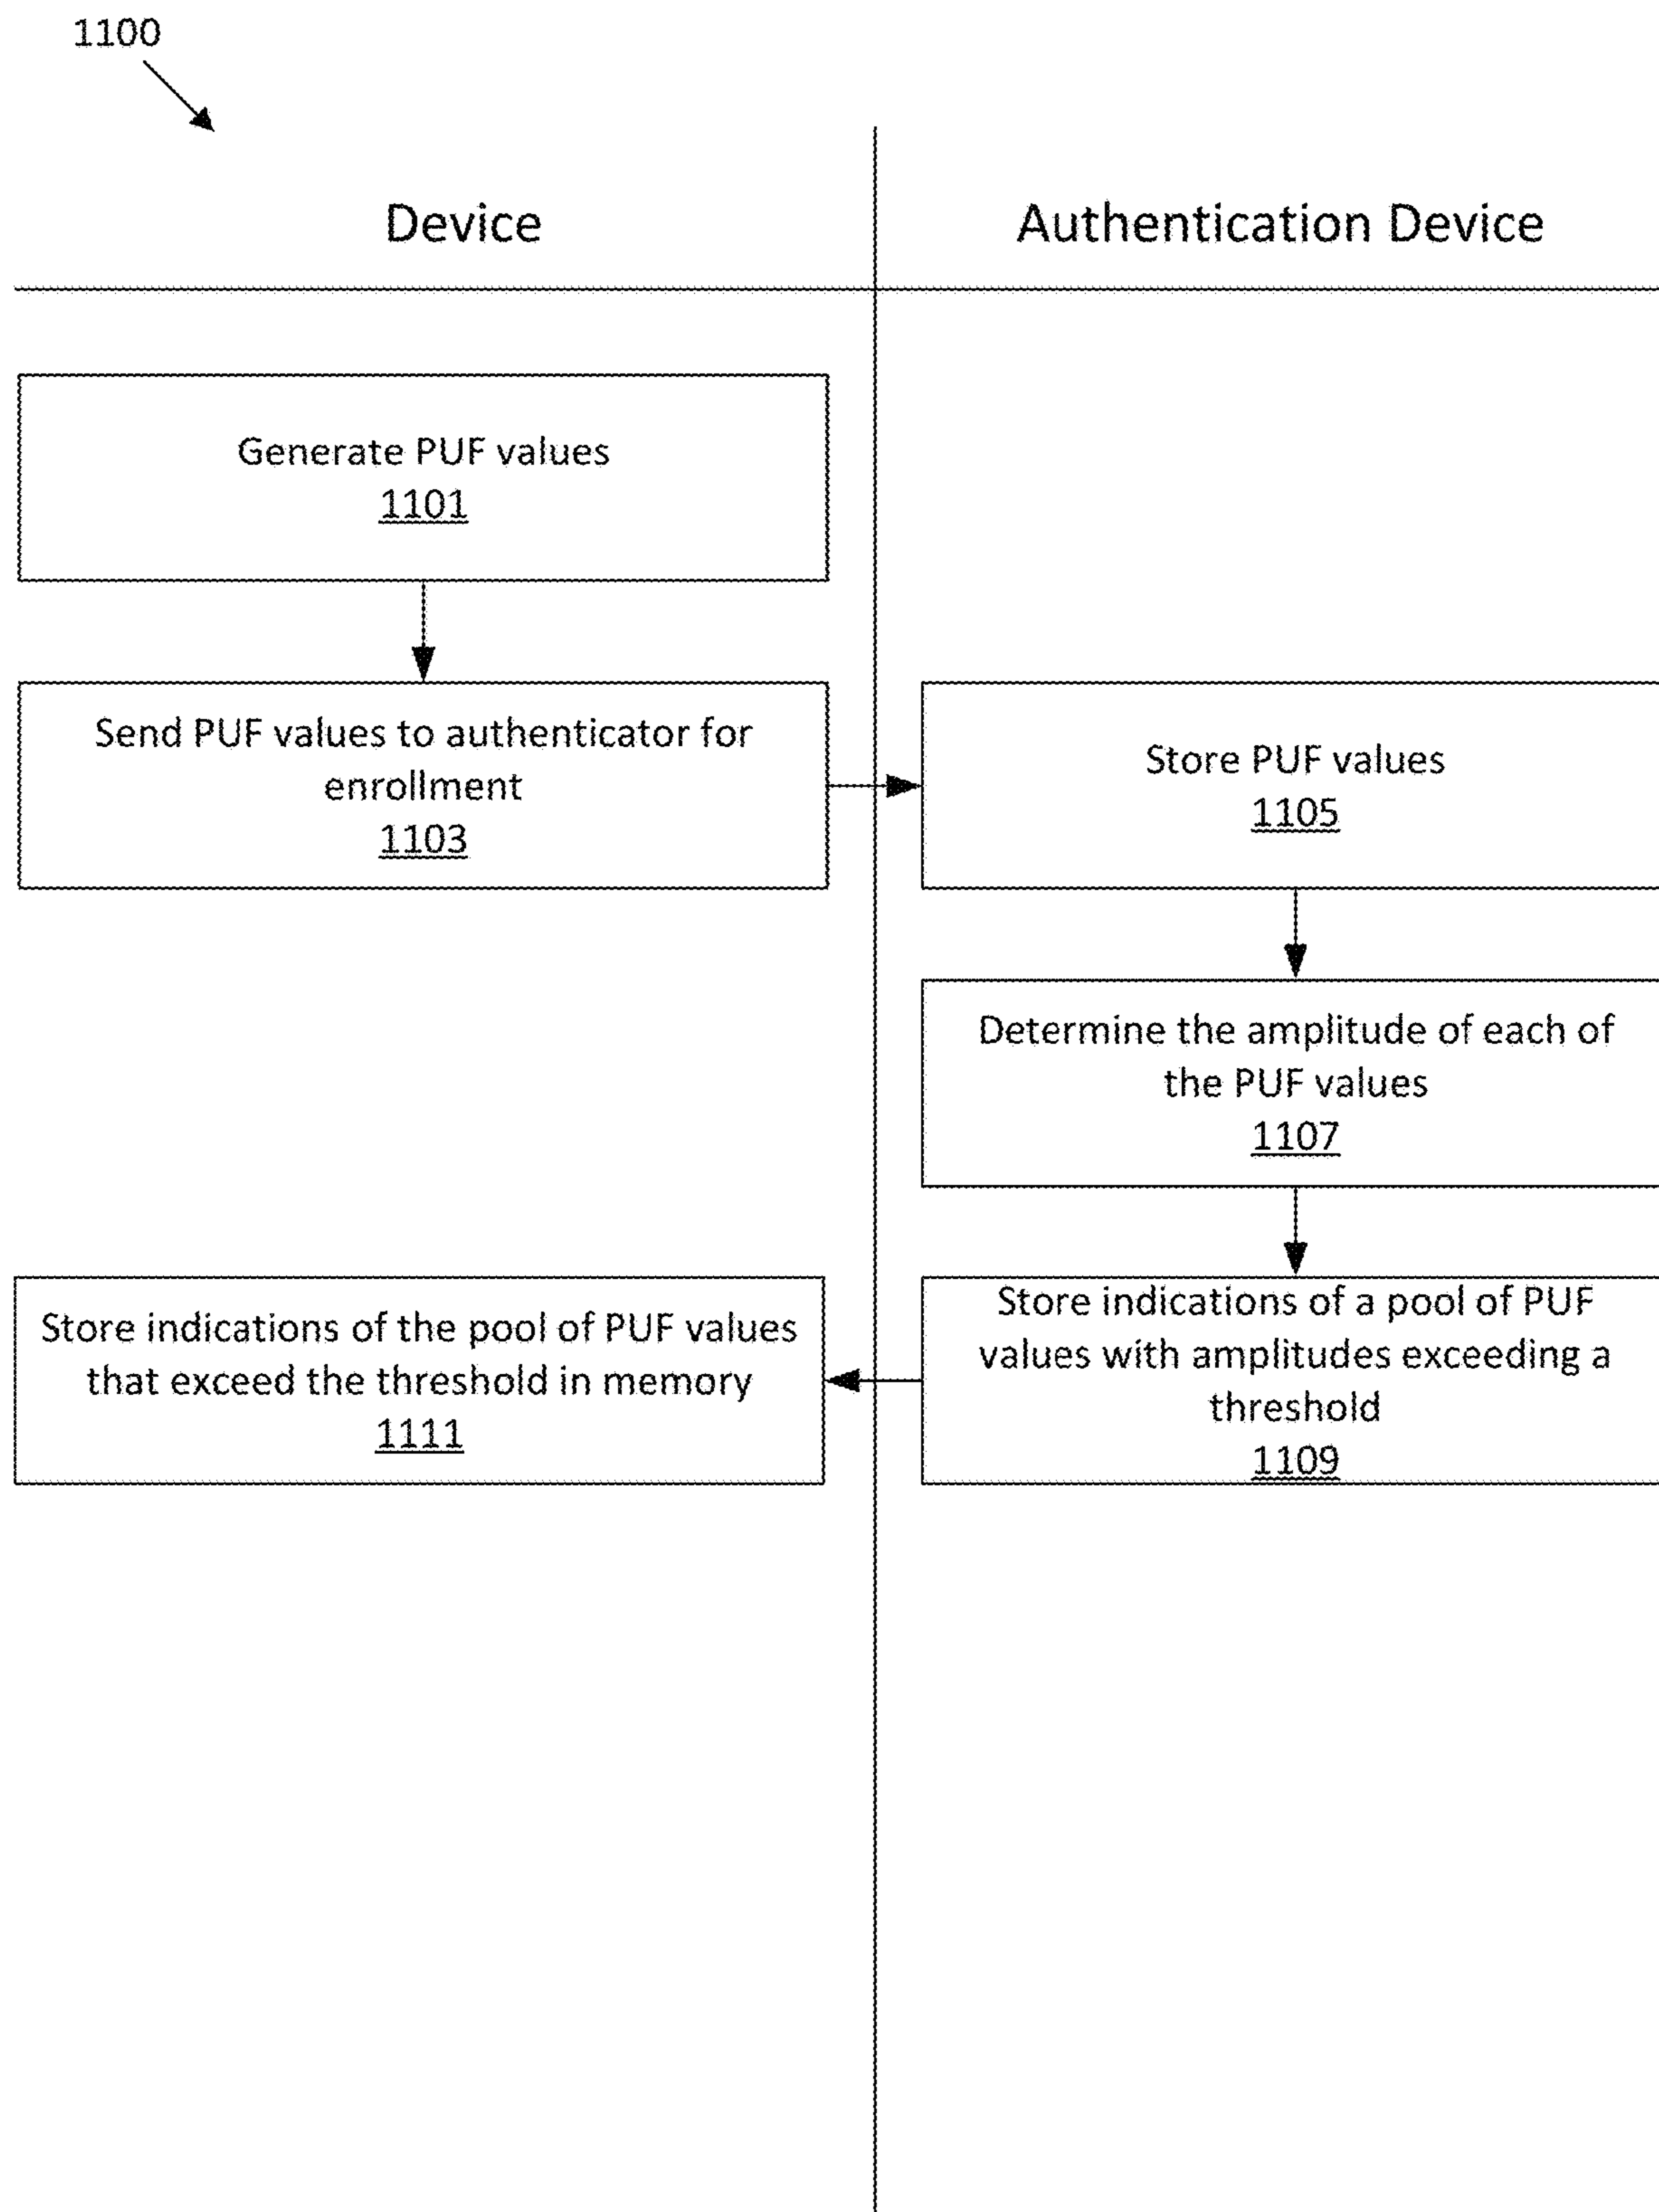 1100
Device
Authentication Device
Generate PUF values
1101
Send PUF values to authenticator for
enrollment
1103
Store PUF values
1105
Determine the amplitude of each of
the PUF values
1107
Store indications of a pool of PUF
values with amplitudes exceeding a
threshold
1109
Store indications of the pool of PUF values
that exceed the threshold in memory
1111